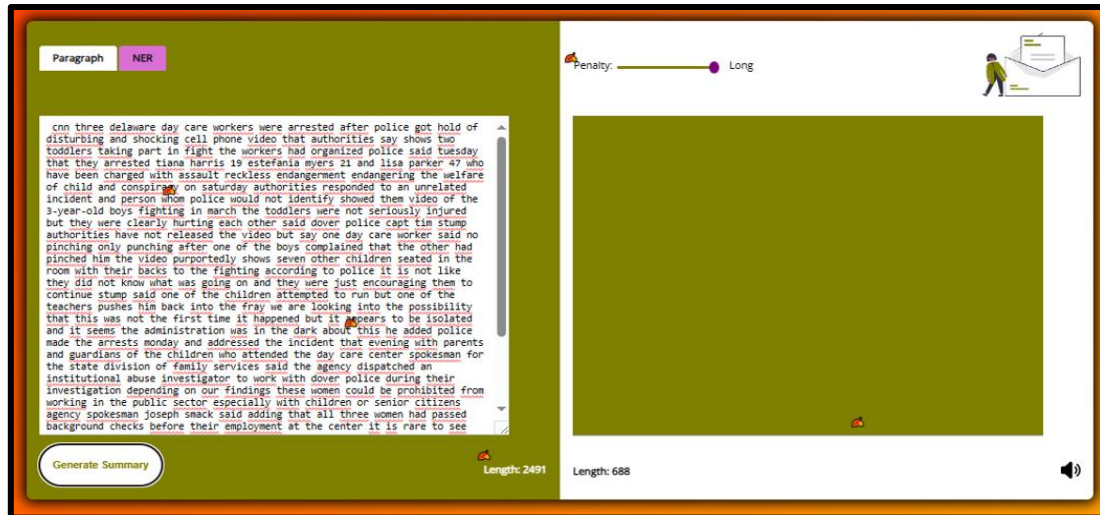 Paragraph
NER
Penalty:
Long
cnn three delaware day care workers were arrested after police got hold of
disturbing and shocking cell phone video that authorities say shows two
toddlers taking part in fight the workers had organized police said tuesday
that they arrested tiana harris 19 estefania myers 21 and lisa parker 47 who
have been charged with assault reckless endangerment endangering the welfare
of child and conspiracy on saturday authorities responded to an unrelated
incident and person whom police would not identify showed them video of the
3-year-old boys fighting in march the toddlers were not seriously injured
but they were clearly hurting each other said dover police capt tim stump
authorities have not released the video but say one day care worker said no
pinching only punching after one of the boys complained that the other had
pinched him the video purportedly shows seven other children seated in the
room with their backs to the fighting according to police it is not like
they did not know what was going on and they were just encouraging them to
continue stump said one of the children attempted to run but one of the
teachers pushes him back into the fray we are looking into the possibility
that this was not the first time it happened but it appears to be isolated
and it seems the administration was in the dark about this he added police
made the arrests monday and addressed the incident that evening with parents
and guardians of the children who attended the day care center spokesman for
the state division of family services said the agency dispatched an
institutional abuse investigator to work with dover police during their
investigation depending on our findings these women could be prohibited from
working in the public sector especially with children or senior citizens
agency spokesman joseph smack said adding that all three women had passed
background checks before their employment at the center it is rare to see
Generate Summary
Length: 2491
Length: 688